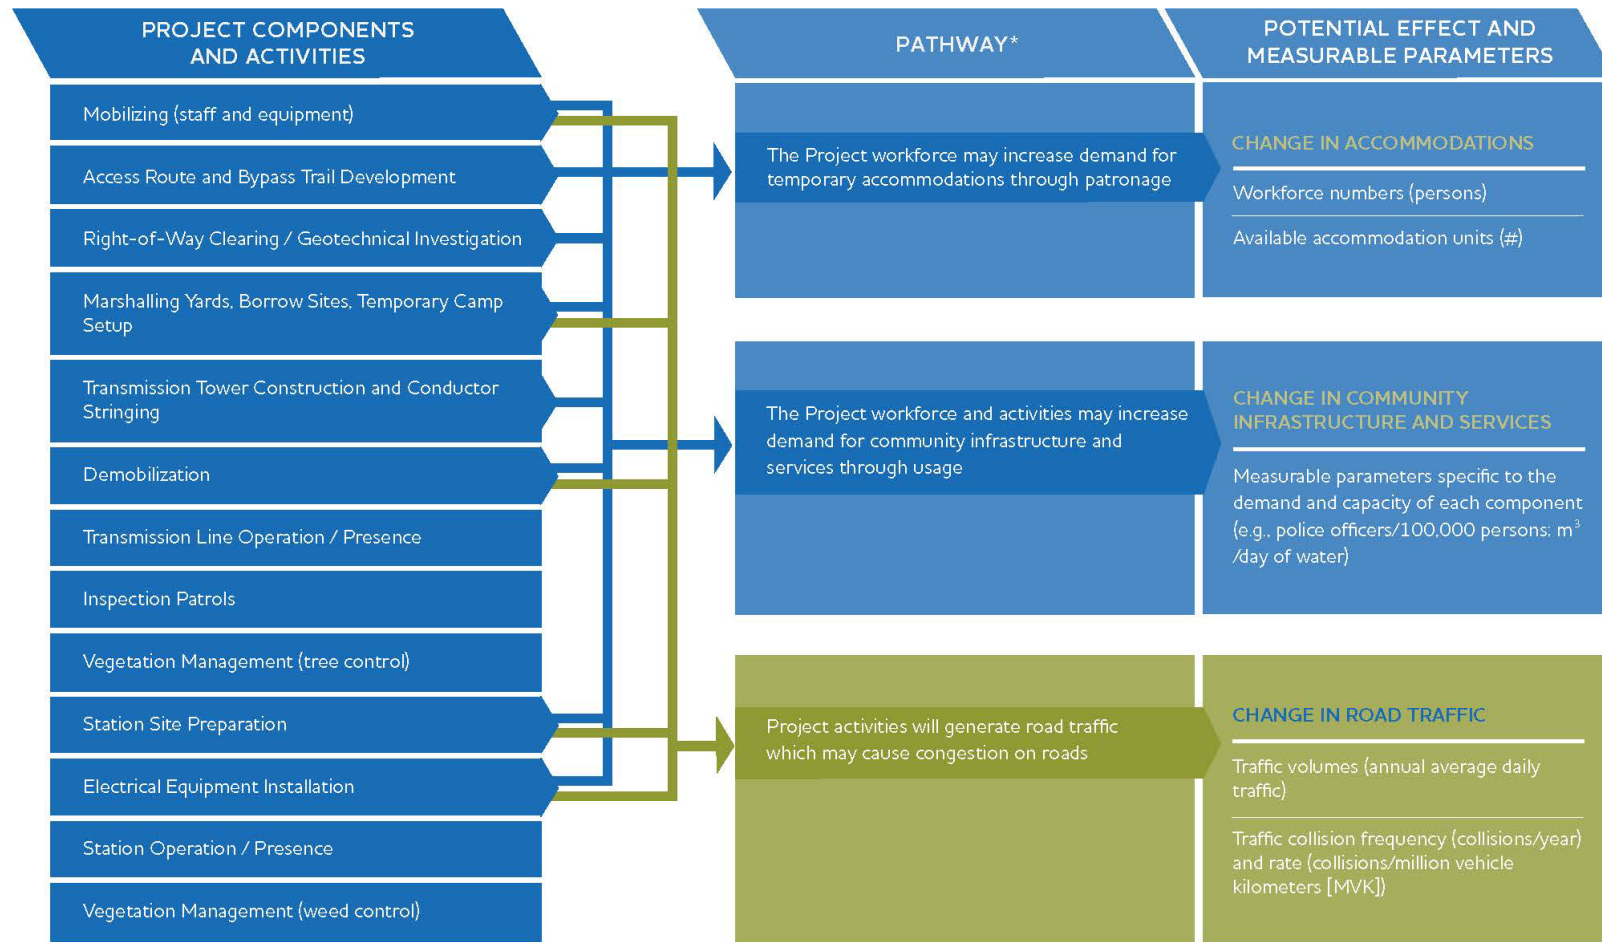 PROJECT COMPONENTS
AND ACTIVITIES
Mobilizing (staff and equipment)
Access Route and Bypass Trail Development
Right-of-Way Clearing / Geotechnical Investigation
Marshalling Yards, Borrow Sites, Temporary Camp
Setup
Transmission Tower Construction and Conductor
Stringing
Demobilization
Transmission Line Operation / Presence
Inspection Patrols
Vegetation Management (tree control)
Station Site Preparation
Electrical Equipment Installation
Station Operation / Presence
Vegetation Management (weed control)
PATHWAY*
The Project workforce may increase demand for
temporary accommodations through patronage
The Project workforce and activities may increase
demand for community infrastructure and
services through usage
Project activities will generate road traffic
which may cause congestion on roads
POTENTIAL EFFECT AND
MEASURABLE PARAMETERS
CHANGE IN ACCOMMODATIONS
Workforce numbers (persons)
Available accommodation units (#)
CHANGE IN COMMUNITY
INFRASTRUCTURE AND SERVICES
Measurable parameters specific to the
demand and capacity of each component
(e.g., police officers/100,000 persons; m³
/day of water)
CHANGE IN ROAD TRAFFIC
Traffic volumes (annual average daily
traffic)
Traffic collision frequency (collisions/year)
and rate (collisions/million vehicle
kilometers [MVK])